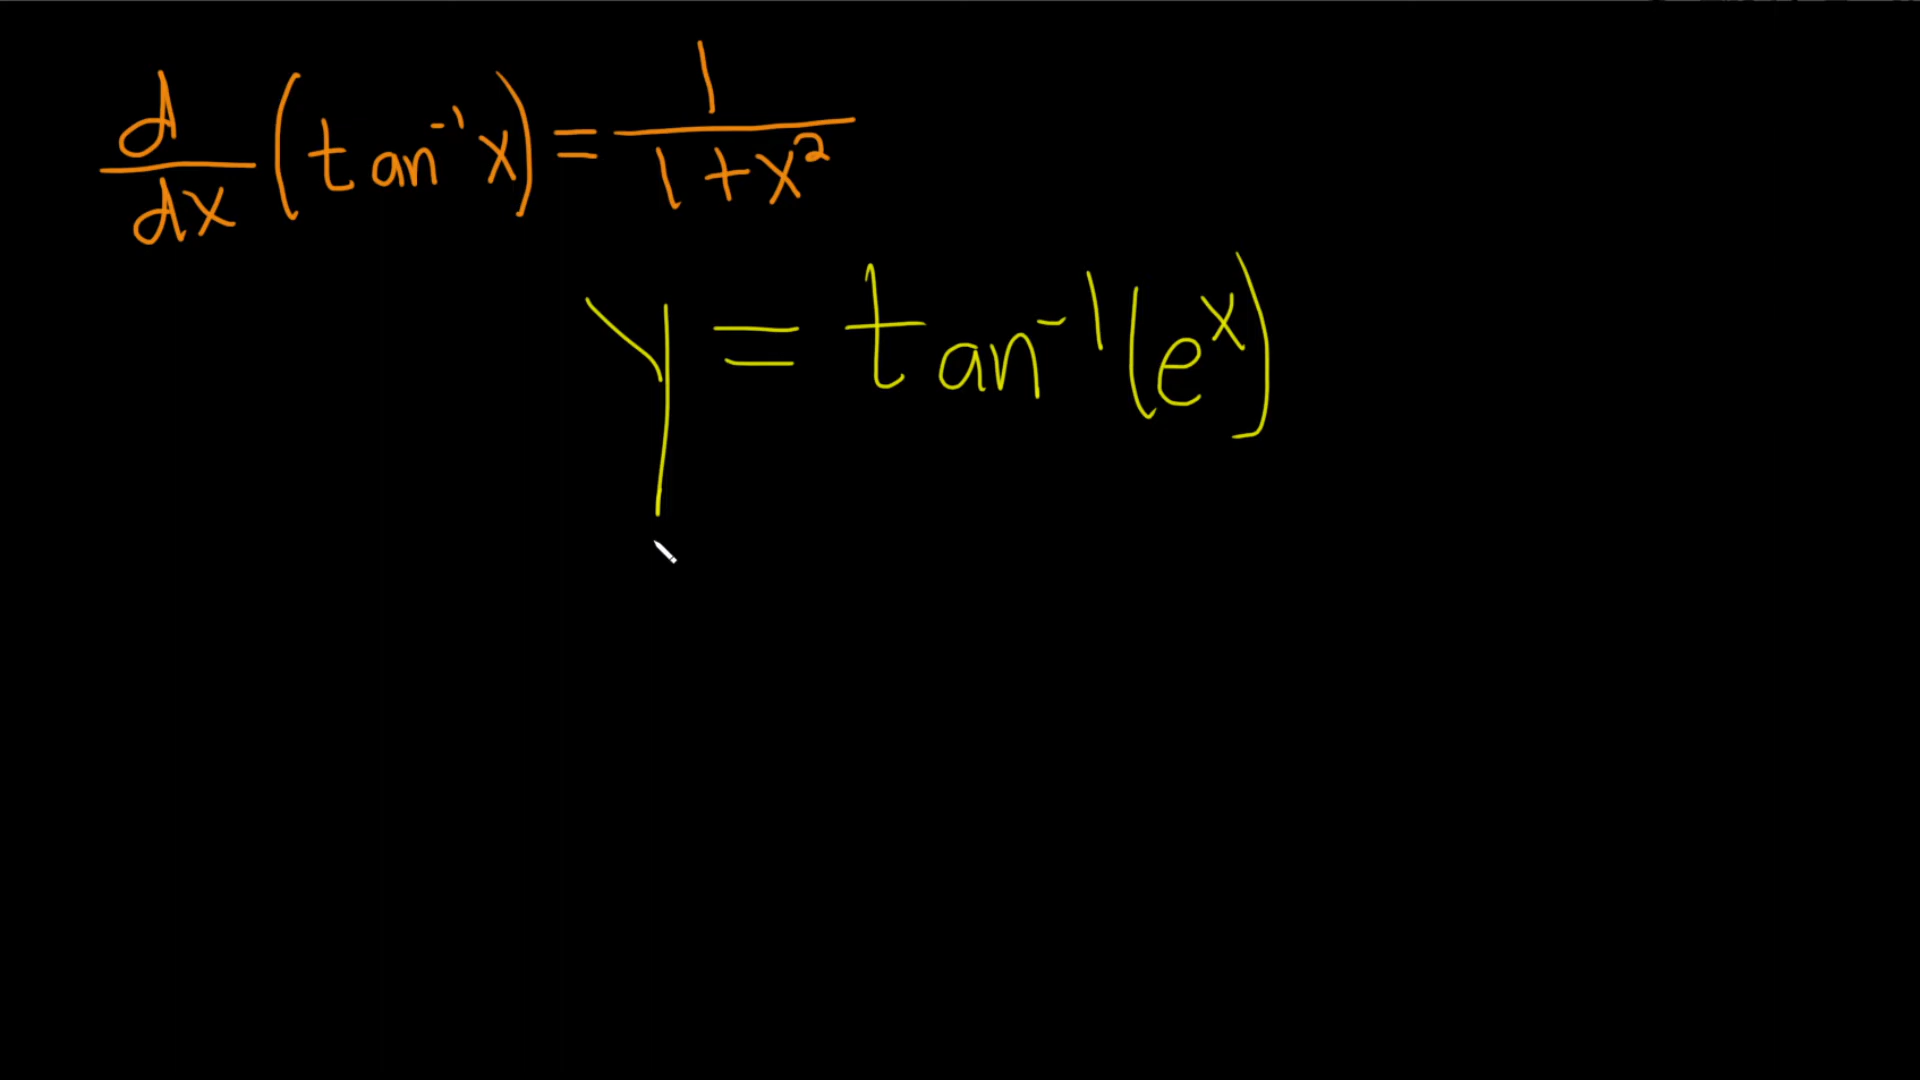 d/dx (tan⁻¹x) = 1/(1+x²)
y = tan⁻¹(eˣ)